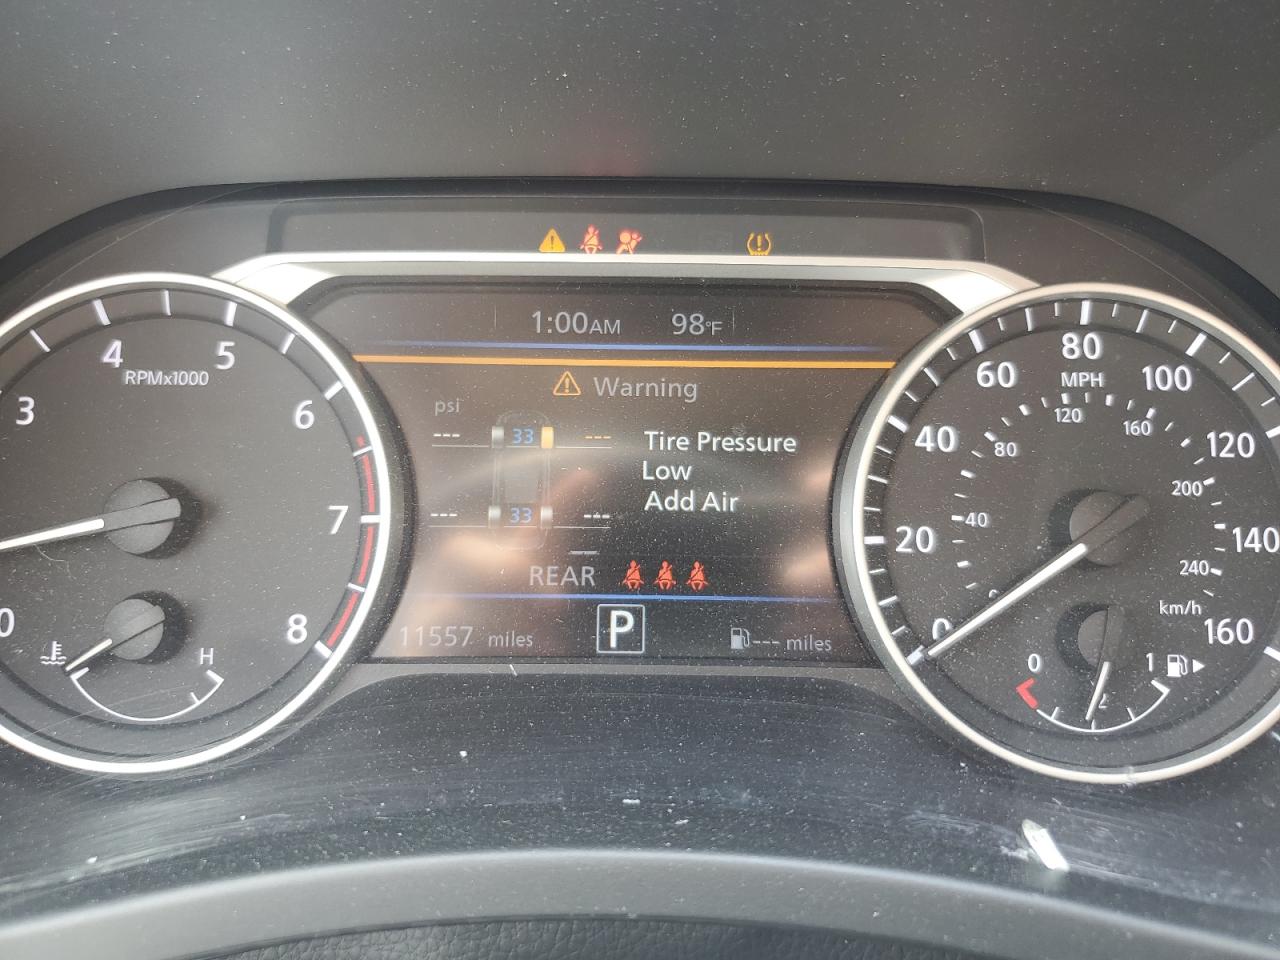 1:00AM 98°F
Warning
psi
--- 33 ---
Tire Pressure
Low
Add Air
--- 33 ---
REAR
11557 miles P --- miles
3 4 5 6 7 8
0
RPMx1000
H
0 20 40 60 80 100 120 140 160
MPH
40 80 120 160 200 240
km/h
0 1